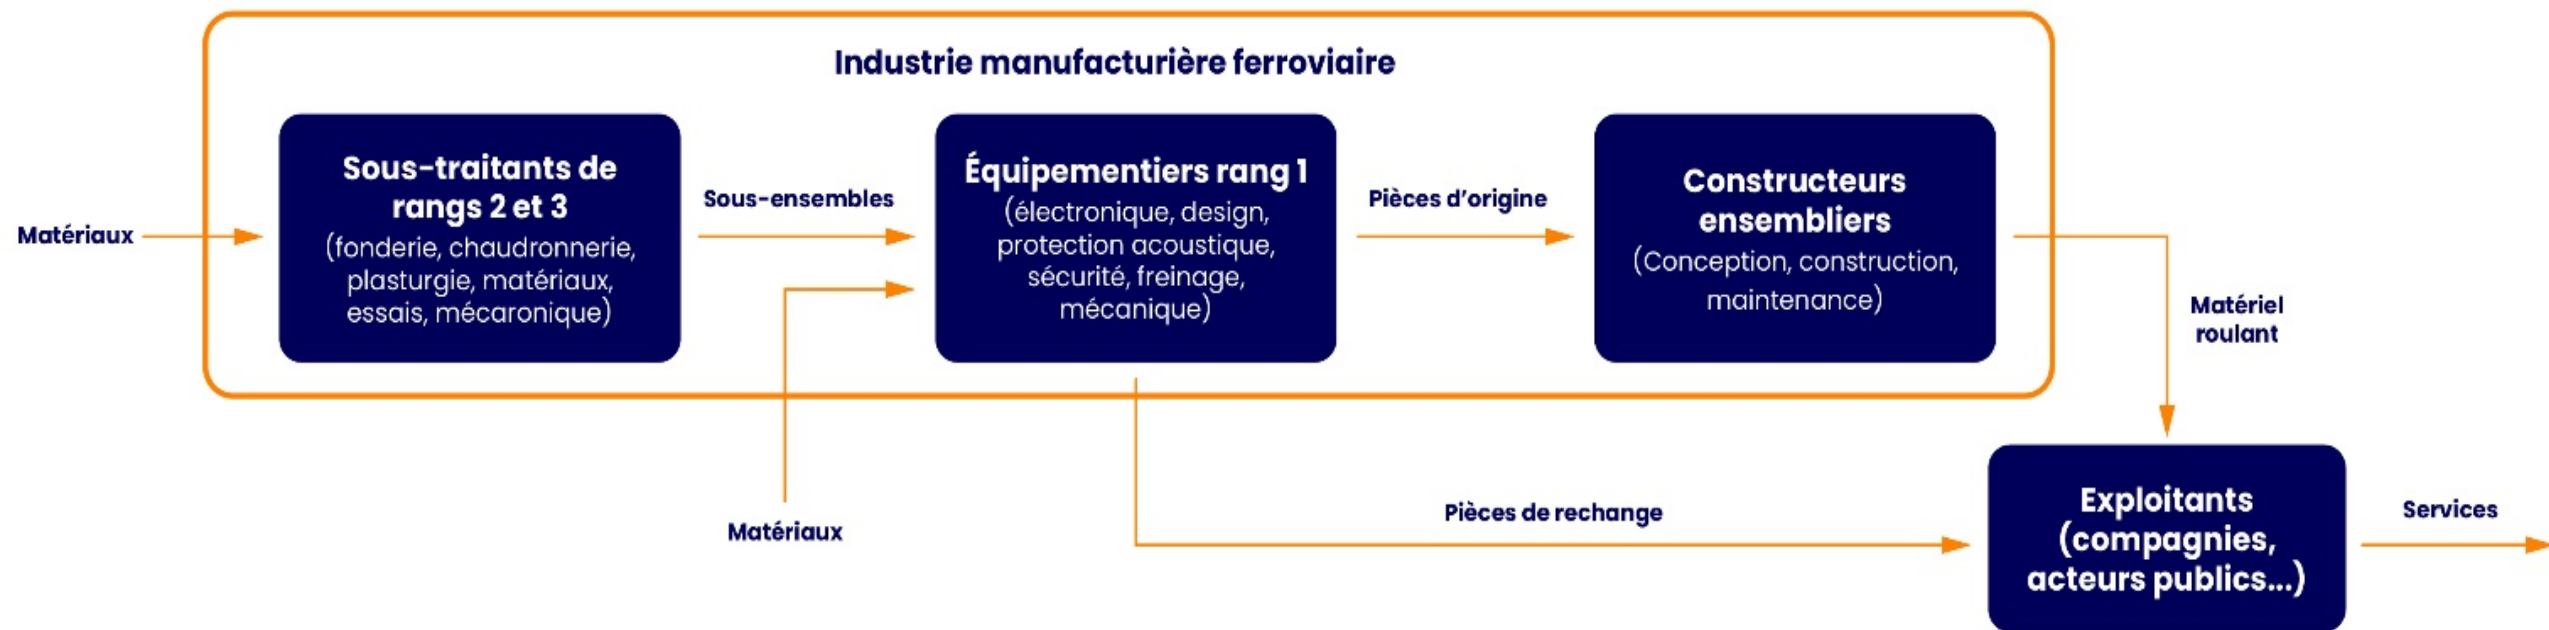 Industrie manufacturière ferroviaire
Matériaux
Sous-traitants de
rangs 2 et 3
(fonderie, chaudronnerie,
plasturgie, matériaux,
essais, mécaronique)
Sous-ensembles
Matériaux
Équipementiers rang 1
(électronique, design,
protection acoustique,
sécurité, freinage,
mécanique)
Pièces d’origine
Constructeurs
ensembliers
(Conception, construction,
maintenance)
Matériel
roulant
Pièces de rechange
Exploitants
(compagnies,
acteurs publics...)
Services